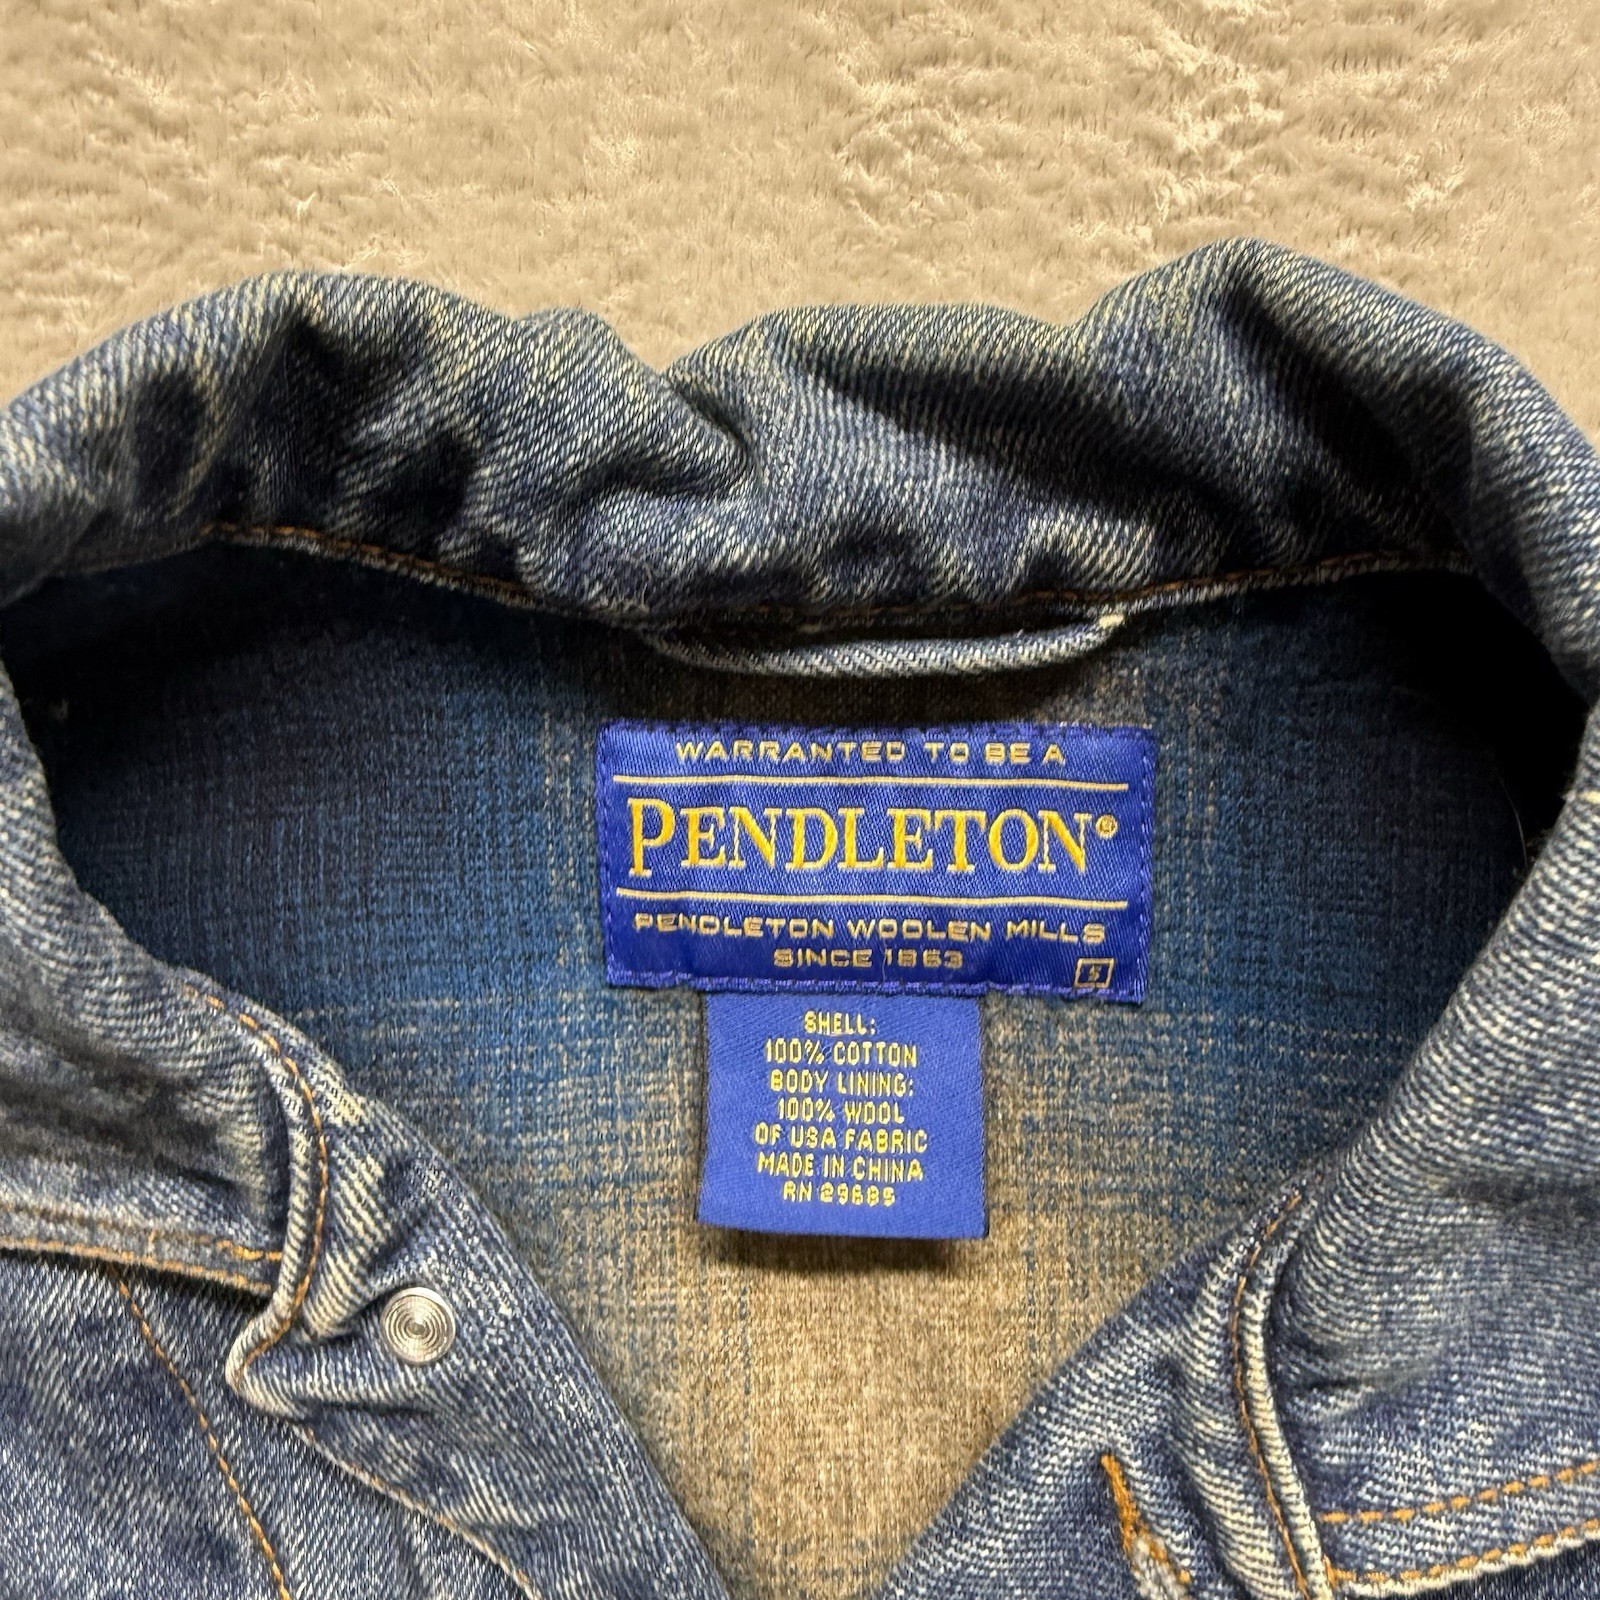 WARRANTED TO BE A
PENDLETON®
PENDLETON WOOLEN MILLS
SINCE 1863
S
SHELL:
100% COTTON
BODY LINING:
100% WOOL
OF USA FABRIC
MADE IN CHINA
RN 29685